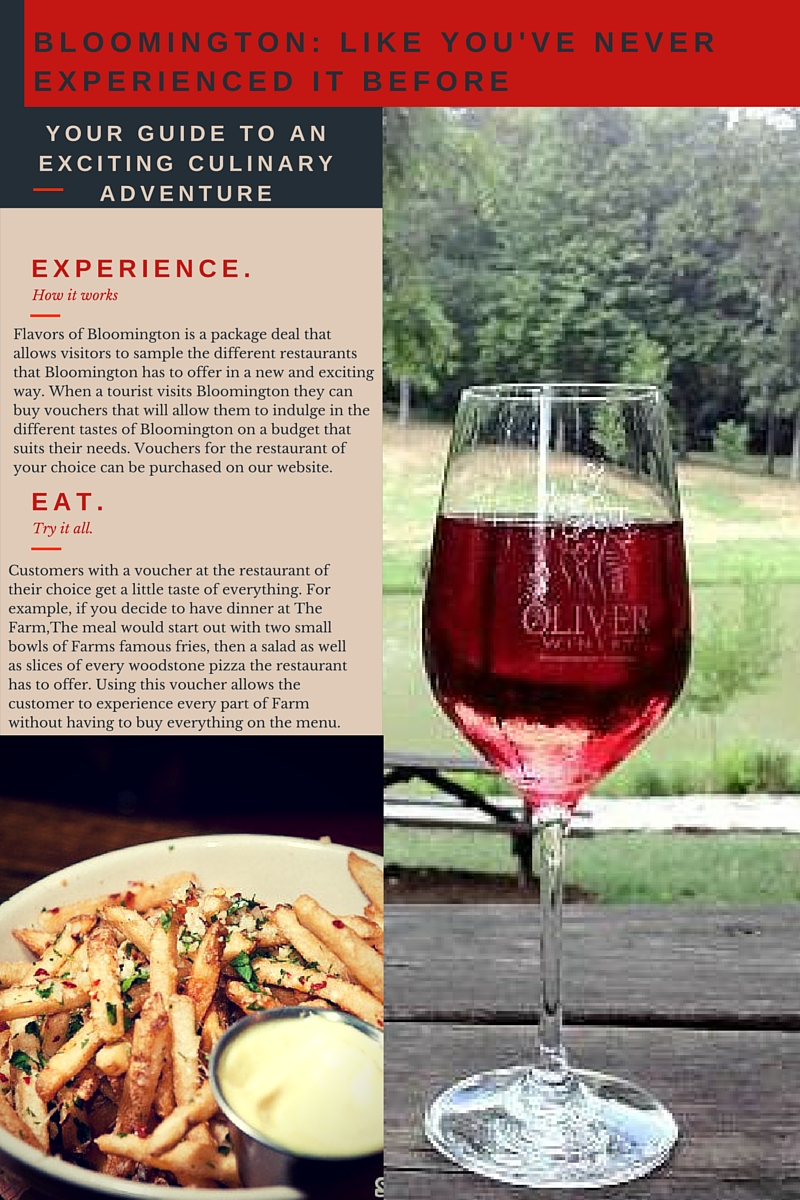 BLOOMINGTON: LIKE YOU'VE NEVER
EXPERIENCED IT BEFORE
YOUR GUIDE TO AN
EXCITING CULINARY
ADVENTURE
EXPERIENCE.
How it works
Flavors of Bloomington is a package deal that
allows visitors to sample the different restaurants
that Bloomington has to offer in a new and exciting
way. When a tourist visits Bloomington they can
buy vouchers that will allow them to indulge in the
different tastes of Bloomington on a budget that
suits their needs. Vouchers for the restaurant of
your choice can be purchased on our website.
EAT.
Try it all.
Customers with a voucher at the restaurant of
their choice get a little taste of everything. For
example, if you decide to have dinner at The
Farm,The meal would start out with two small
bowls of Farms famous fries, then a salad as well
as slices of every woodstone pizza the restaurant
has to offer. Using this voucher allows the
customer to experience every part of Farm
without having to buy everything on the menu.
OLIVER
WINERY